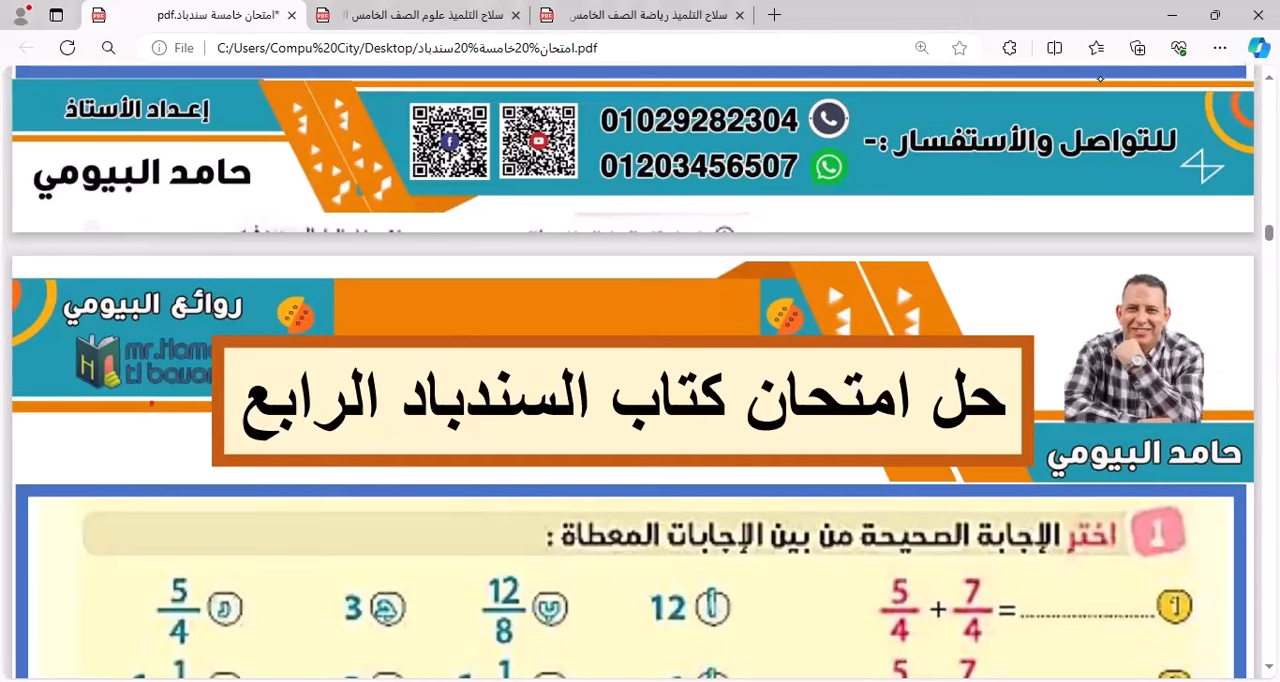 امتحان خامسة سندباد.pdf*
سلاح التلميذ علوم الصف الخامس
سلاح التلميذ رياضة الصف الخامس
File
C:/Users/Compu%20City/Desktop/امتحان%20خامسة%20سندباد.pdf
إعداد الأستاذ
حامد البيومي
01029282304
01203456507
للتواصل والأستفسار :-
روائع البيومي
mr.Hame
حل امتحان كتاب السندباد الرابع
حامد البيومي
1 اختر الإجابة الصحيحة من بين الإجابات المعطاة :
١ 5/4 + 7/4 = ............
أ 12 ب 12/8 ج 3 د 5/4